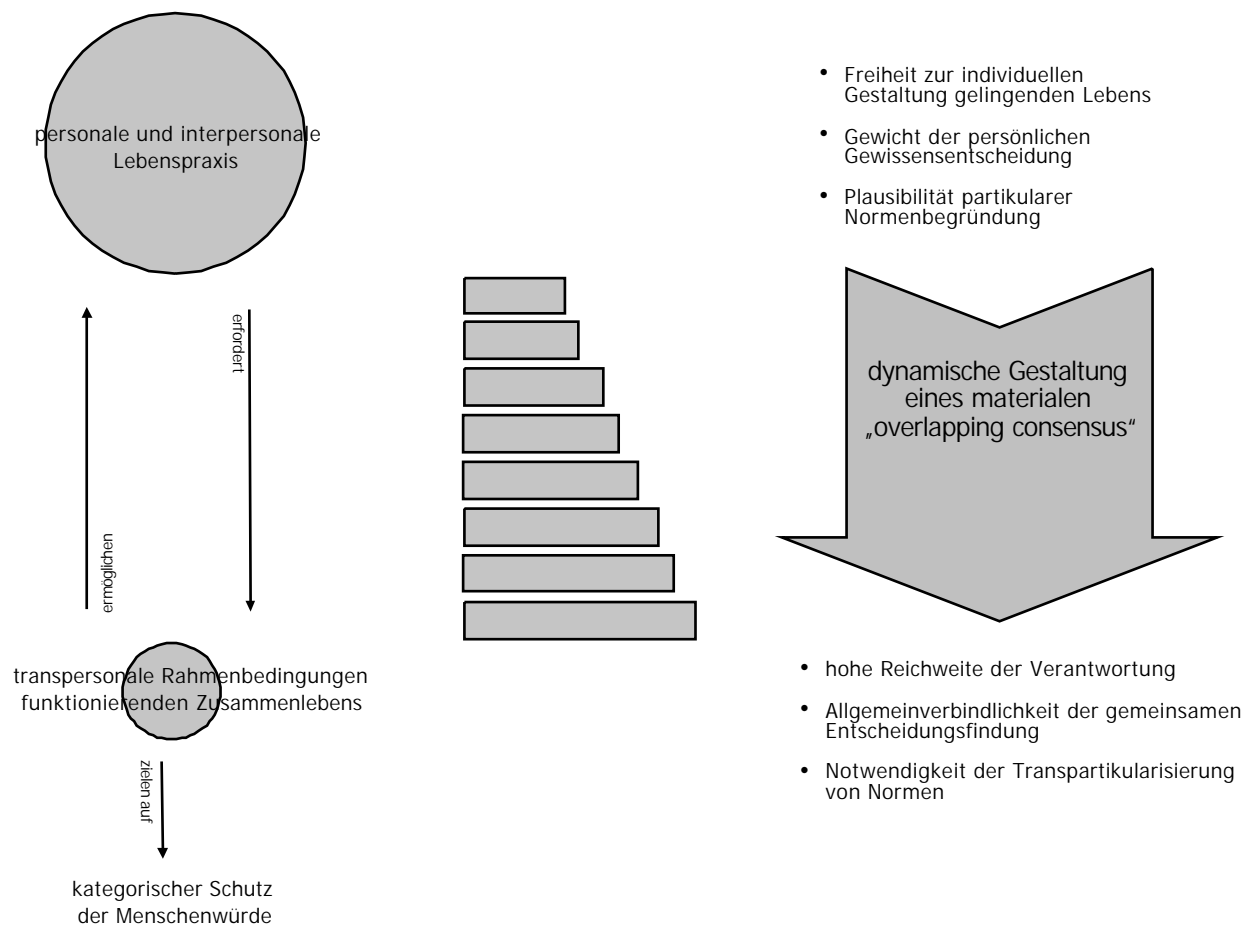 personale und interpersonale
Lebenspraxis
erfordert
ermöglichen
transpersonale Rahmenbedingungen
funktionierenden Zusammenlebens
zielen auf
kategorischer Schutz
der Menschenwürde
• Freiheit zur individuellen
Gestaltung gelingenden Lebens
• Gewicht der persönlichen
Gewissensentscheidung
• Plausibilität partikularer
Normenbegründung
dynamische Gestaltung
eines materialen
„overlapping consensus“
• hohe Reichweite der Verantwortung
• Allgemeinverbindlichkeit der gemeinsamen
Entscheidungsfindung
• Notwendigkeit der Transpartikularisierung
von Normen